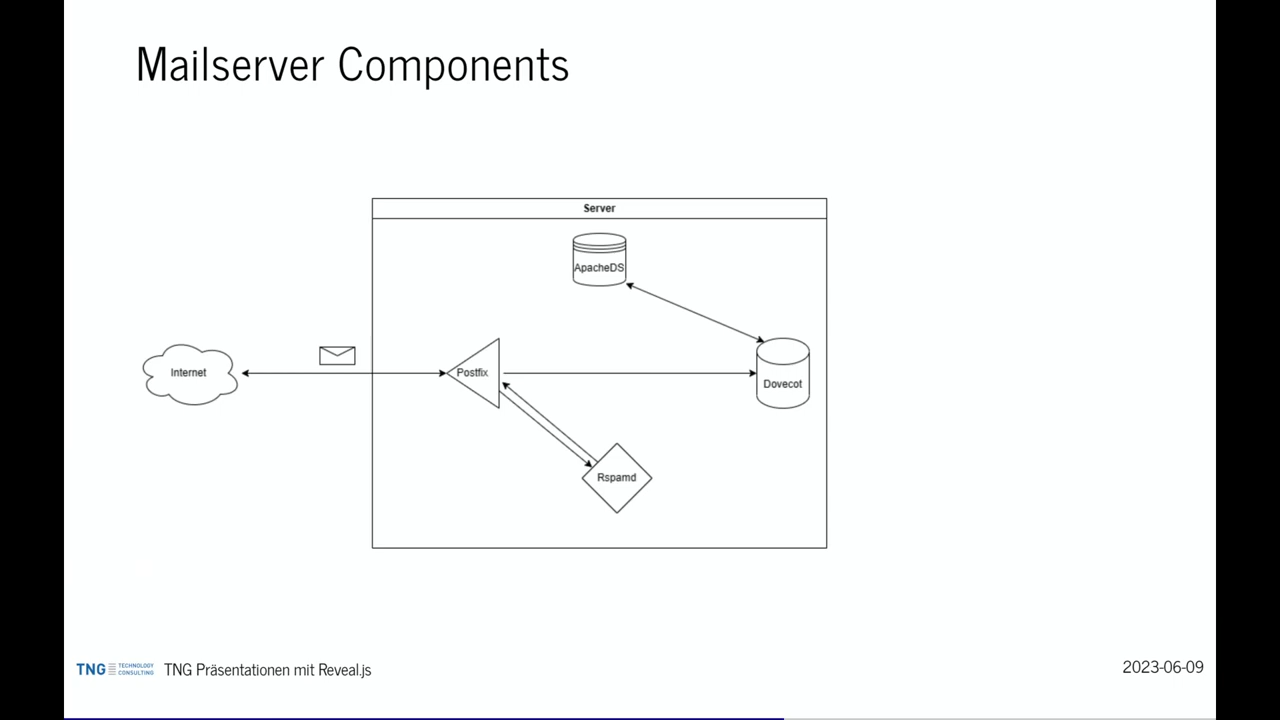 Mailserver Components
Server
ApacheDS
Internet
Postfix
Dovecot
Rspamd
TNG TECHNOLOGY CONSULTING
TNG Präsentationen mit Reveal.js
2023-06-09